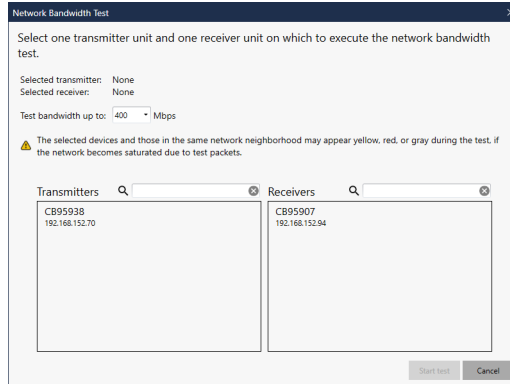 Network Bandwidth Test
Select one transmitter unit and one receiver unit on which to execute the network bandwidth
test.
Selected transmitter: None
Selected receiver: None
Test bandwidth up to: 400 Mbps
The selected devices and those in the same network neighborhood may appear yellow, red, or gray during the test, if
the network becomes saturated due to test packets.
Transmitters
Receivers
CB95938
192.168.152.70
CB95907
192.168.152.94
Start test
Cancel